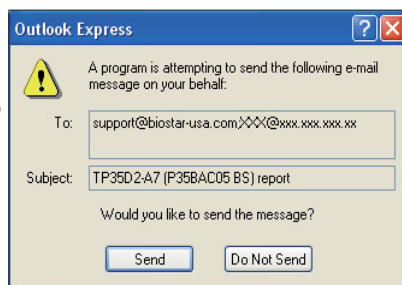 Outlook Express
A program is attempting to send the following e-mail
message on your behalf:
To: support@biostar-usa.com;XXX@xxx.xxx.xxx.xx
Subject: TP35D2-A7 (P35BAC05 BS) report
Would you like to send the message?
Send Do Not Send